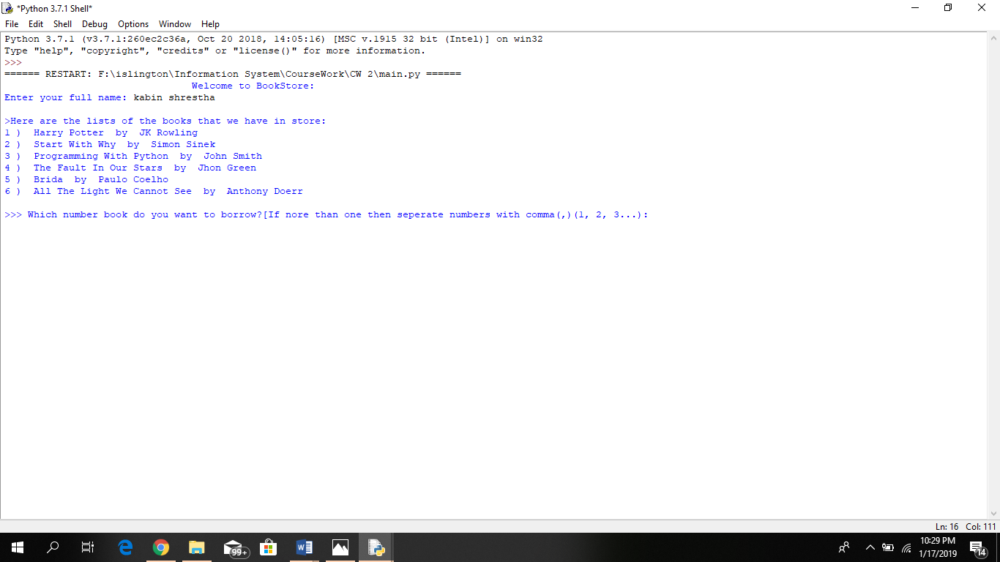 *Python 3.7.1 Shell*
File Edit Shell Debug Options Window Help
Python 3.7.1 (v3.7.1:260ec2c36a, Oct 20 2018, 14:05:16) [MSC v.1915 32 bit (Intel)] on win32
Type "help", "copyright", "credits" or "license()" for more information.
>>>
====== RESTART: F:\islington\Information System\CourseWork\CW 2\main.py ======
Welcome to BookStore:
Enter your full name: kabin shrestha
>Here are the lists of the books that we have in store:
1 )  Harry Potter  by  JK Rowling
2 )  Start With Why  by  Simon Sinek
3 )  Programming With Python  by  John Smith
4 )  The Fault In Our Stars  by  Jhon Green
5 )  Brida  by  Paulo Coelho
6 )  All The Light We Cannot See  by  Anthony Doerr
>>> Which number book do you want to borrow?[If nore than one then seperate numbers with comma(,)(1, 2, 3...):
Ln: 16 Col: 111
99+
10:29 PM
1/17/2019
14